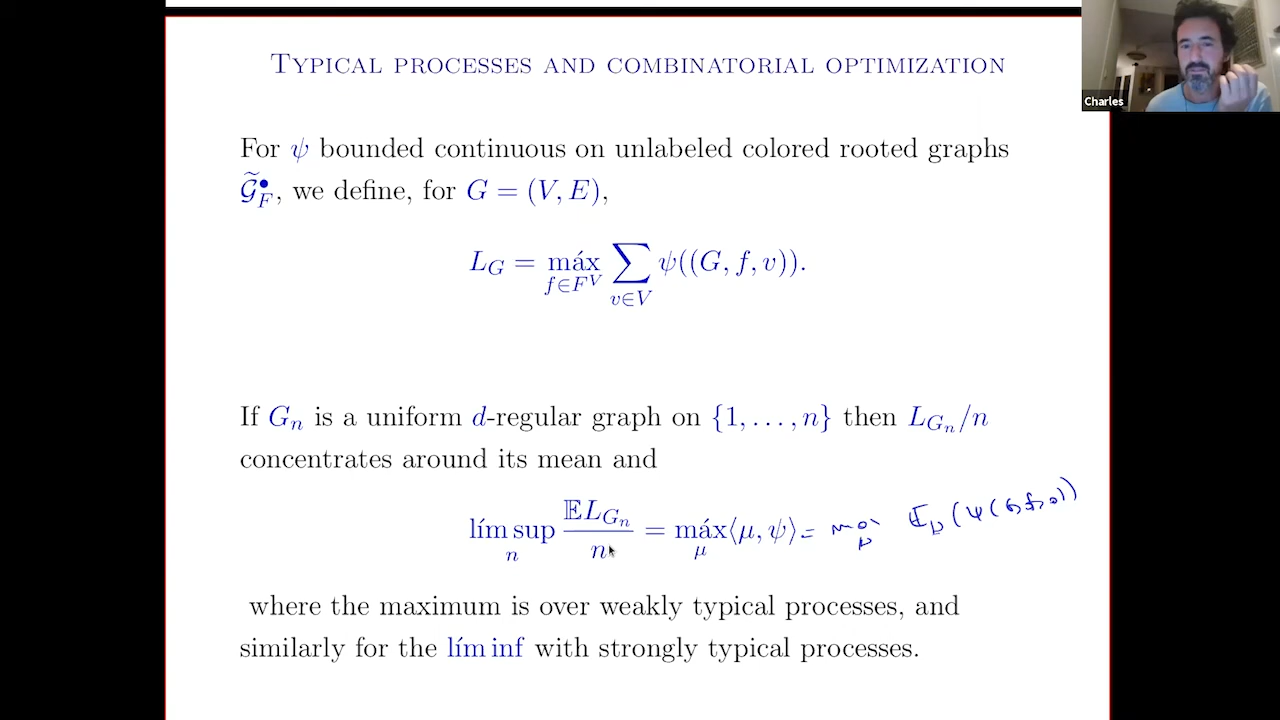 TYPICAL PROCESSES AND COMBINATORIAL OPTIMIZATION
Charles
For ψ bounded continuous on unlabeled colored rooted graphs
𝒢̃•_F, we define, for G = (V, E),
L_G = máx_{f∈F^V} ∑_{v∈V} ψ((G, f, v)).
If G_n is a uniform d-regular graph on {1, . . . , n} then L_{G_n}/n
concentrates around its mean and
lím sup_n 𝔼L_{G_n}/n = máx_μ⟨μ, ψ⟩ = max_μ 𝔼_μ(ψ(G,f,o))
where the maximum is over weakly typical processes, and
similarly for the lím inf with strongly typical processes.